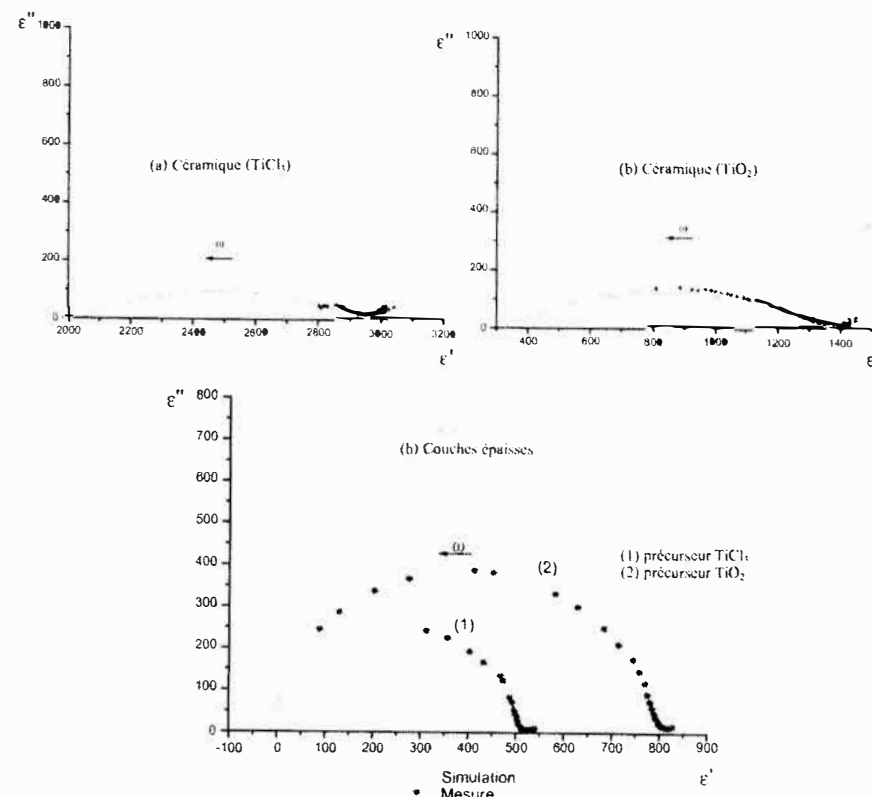 ε''
1000
800
600
400
200
0
(a) Céramique (TiCl₃)
ω
2000 2200 2400 2600 2800 3000 3200
ε'
ε''
1000
800
600
400
200
0
(b) Céramique (TiO₂)
ω
400 600 800 1000 1200 1400
ε''
800
700
600
500
400
300
200
100
0
(b) Couches épaisses
ω
(2)
(1)
(1) précurseur TiCl₃
(2) précurseur TiO₂
-100 0 100 200 300 400 500 600 700 800 900
ε'
Simulation
Mesure